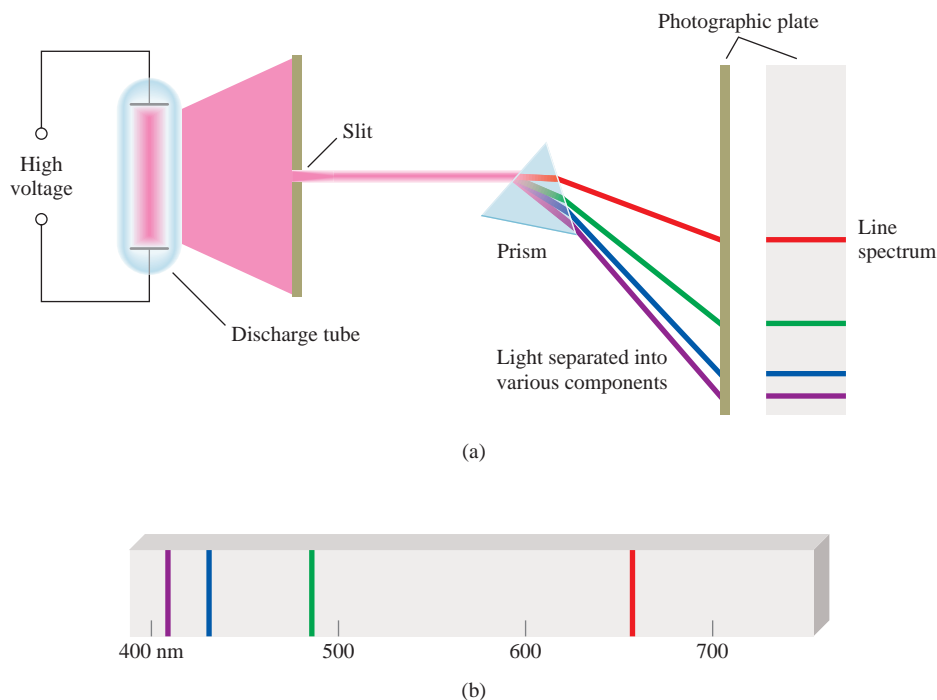 Photographic plate
Slit
High
voltage
Line
spectrum
Prism
Discharge tube
Light separated into
various components
(a)
400 nm
500
600
700
(b)